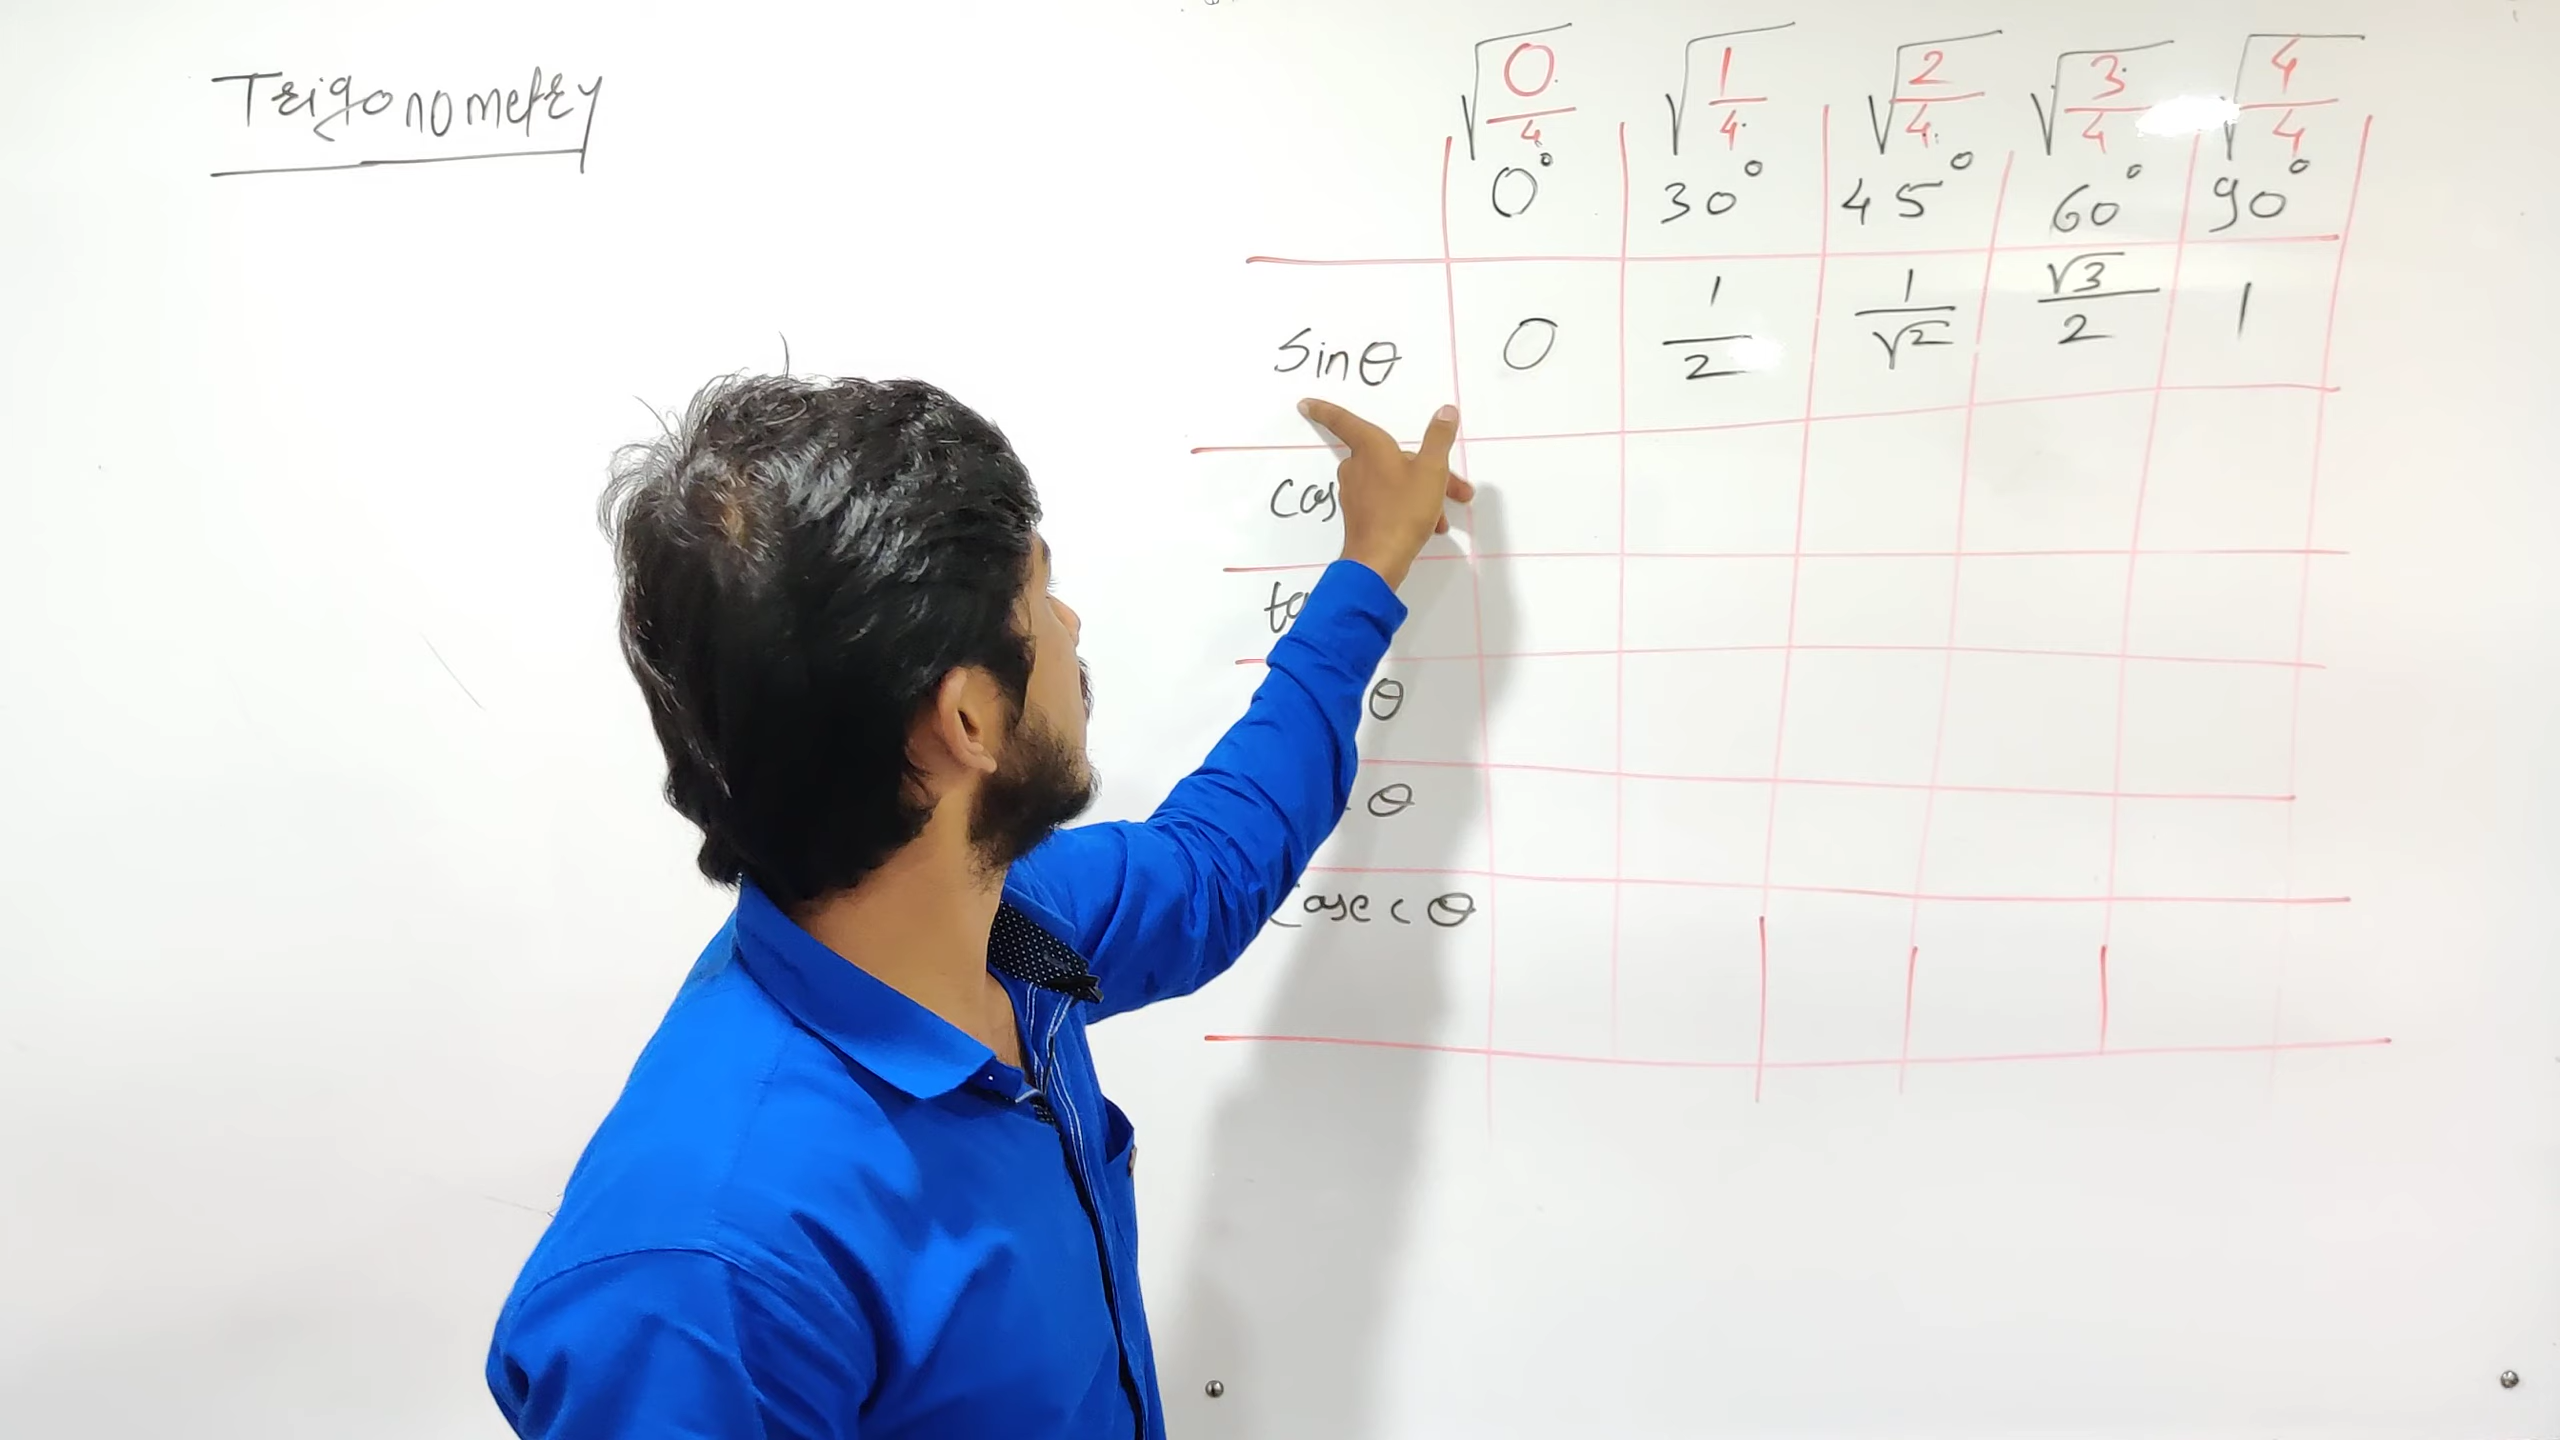 Trigonometry
√0/4 √1/4 √2/4 √3/4 √4/4
0° 30° 45° 60° 90°
Sinθ 0 1/2 1/√2 √3/2 1
cos
θ
θ
cosecθ